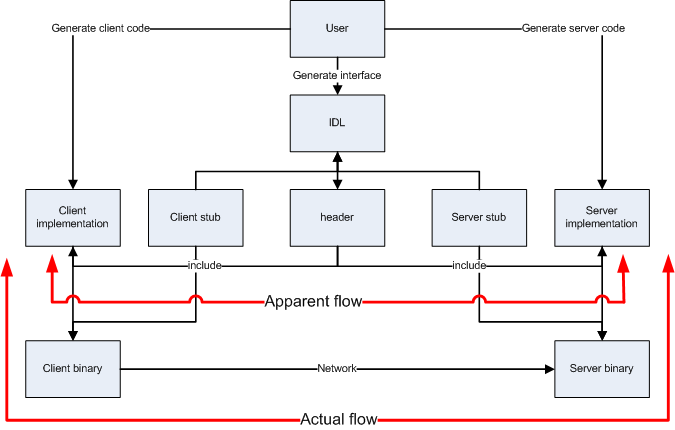 User
Generate client code
Generate server code
Generate interface
IDL
Client
implementation
Client stub
header
Server stub
Server
implementation
include
include
Apparent flow
Client binary
Network
Server binary
Actual flow